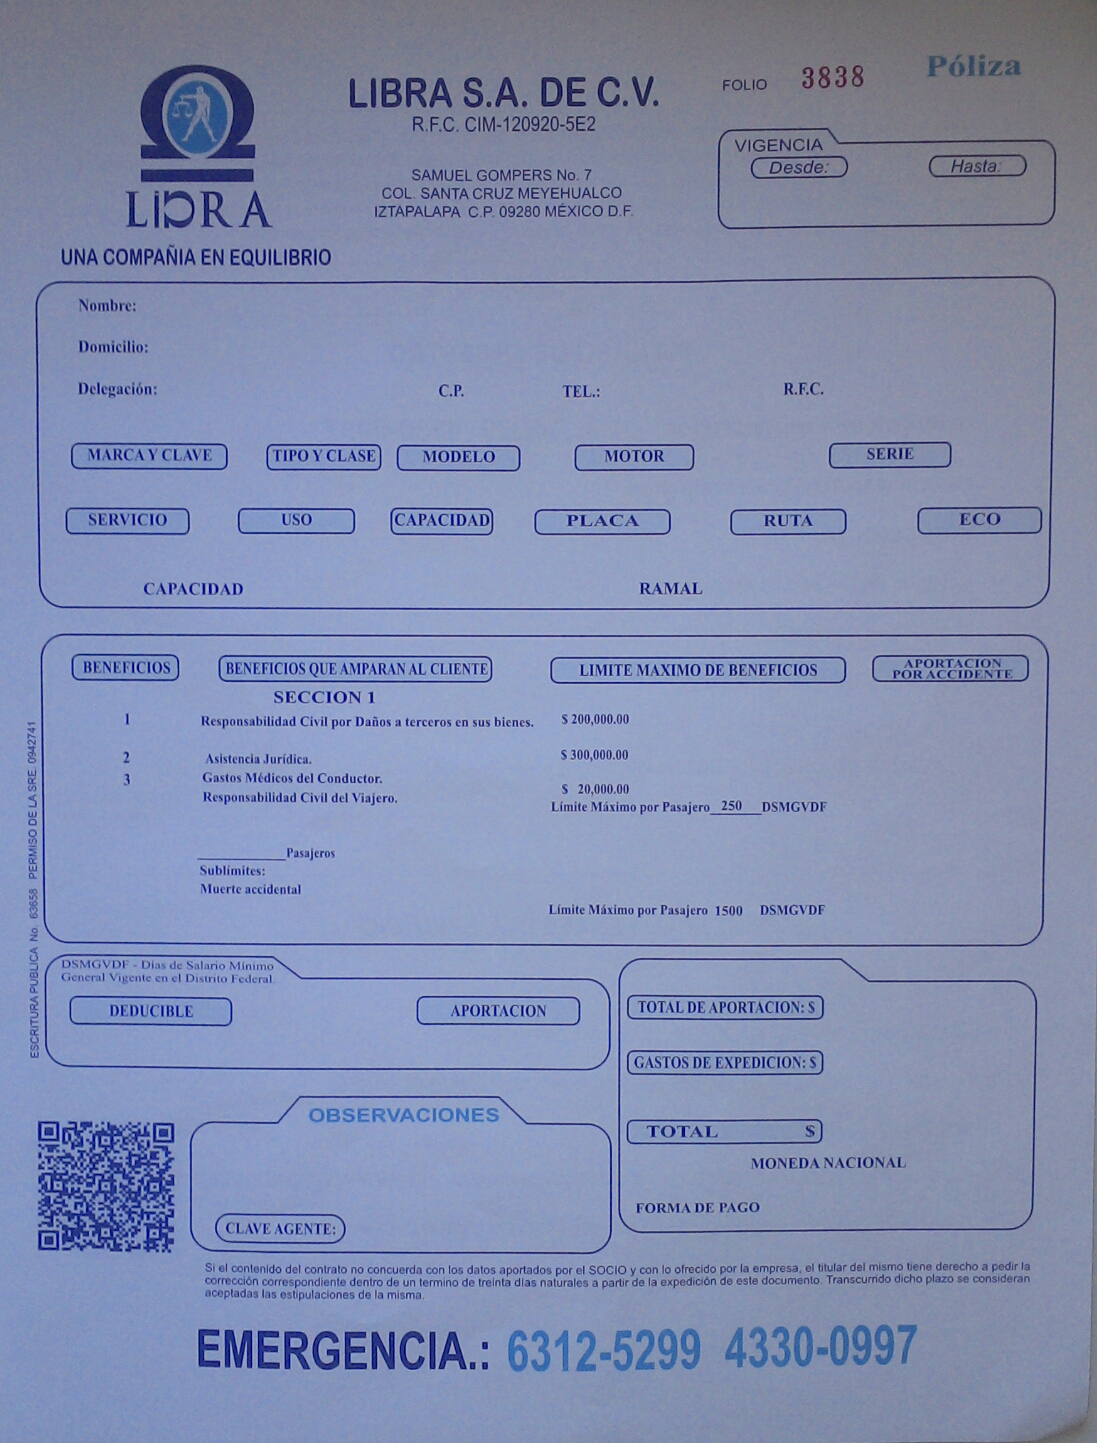 LIBRA S.A. DE C.V.
R.F.C. CIM-120920-5E2
SAMUEL GOMPERS No. 7
COL. SANTA CRUZ MEYEHUALCO
IZTAPALAPA C.P. 09280 MÉXICO D.F.
FOLIO 3838
Póliza
VIGENCIA
Desde: Hasta:
LIBRA
UNA COMPAÑIA EN EQUILIBRIO
Nombre:
Domicilio:
Delegación: C.P. TEL.: R.F.C.
MARCA Y CLAVE TIPO Y CLASE MODELO MOTOR SERIE
SERVICIO USO CAPACIDAD PLACA RUTA ECO
CAPACIDAD RAMAL
BENEFICIOS BENEFICIOS QUE AMPARAN AL CLIENTE LIMITE MAXIMO DE BENEFICIOS APORTACION
POR ACCIDENTE
SECCION 1
1 Responsabilidad Civil por Daños a terceros en sus bienes. $ 200,000.00
2 Asistencia Jurídica. $ 300,000.00
3 Gastos Médicos del Conductor. $ 20,000.00
Responsabilidad Civil del Viajero. Límite Máximo por Pasajero 250 DSMGVDF
Pasajeros
Sublímites:
Muerte accidental
Límite Máximo por Pasajero 1500 DSMGVDF
ESCRITURA PUBLICA No. 63658 PERMISO DE LA SRE. 0942741
DSMGVDF - Días de Salario Mínimo
General Vigente en el Distrito Federal.
DEDUCIBLE APORTACION
TOTAL DE APORTACION: $
GASTOS DE EXPEDICION: $
TOTAL $
MONEDA NACIONAL
FORMA DE PAGO
OBSERVACIONES
CLAVE AGENTE:
Si el contenido del contrato no concuerda con los datos aportados por el SOCIO y con lo ofrecido por la empresa, el titular del mismo tiene derecho a pedir la
corrección correspondiente dentro de un termino de treinta días naturales a partir de la expedición de este documento. Transcurrido dicho plazo se consideran
aceptadas las estipulaciones de la misma.
EMERGENCIA.: 6312-5299 4330-0997